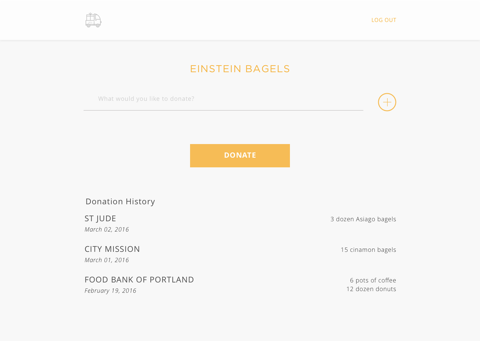 LOG OUT
EINSTEIN BAGELS
What would you like to donate?
DONATE
Donation History
ST JUDE
3 dozen Asiago bagels
March 02, 2016
CITY MISSION
15 cinamon bagels
March 01, 2016
FOOD BANK OF PORTLAND
6 pots of coffee
February 19, 2016
12 dozen donuts